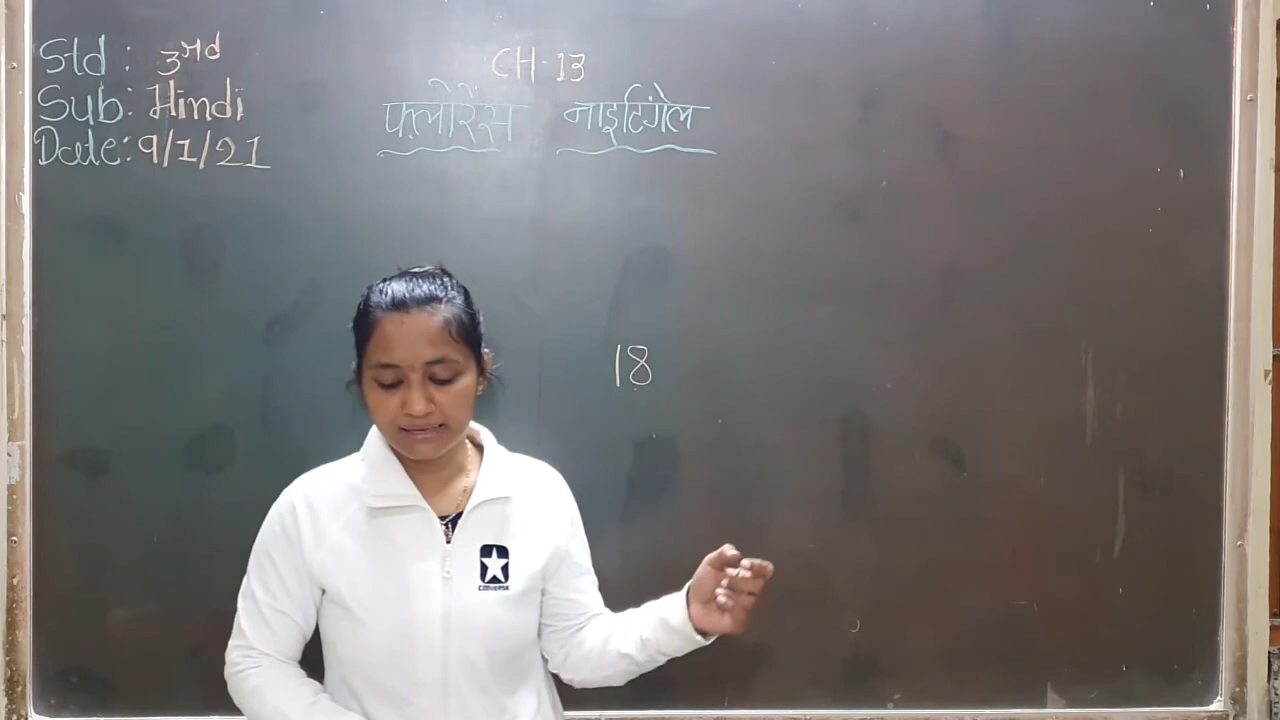 Std : 3rd
Sub: Hindi
Date: 9/1/21
CH-13
फ्लोरेंस नाइटिंगेल
18
CONVERSE